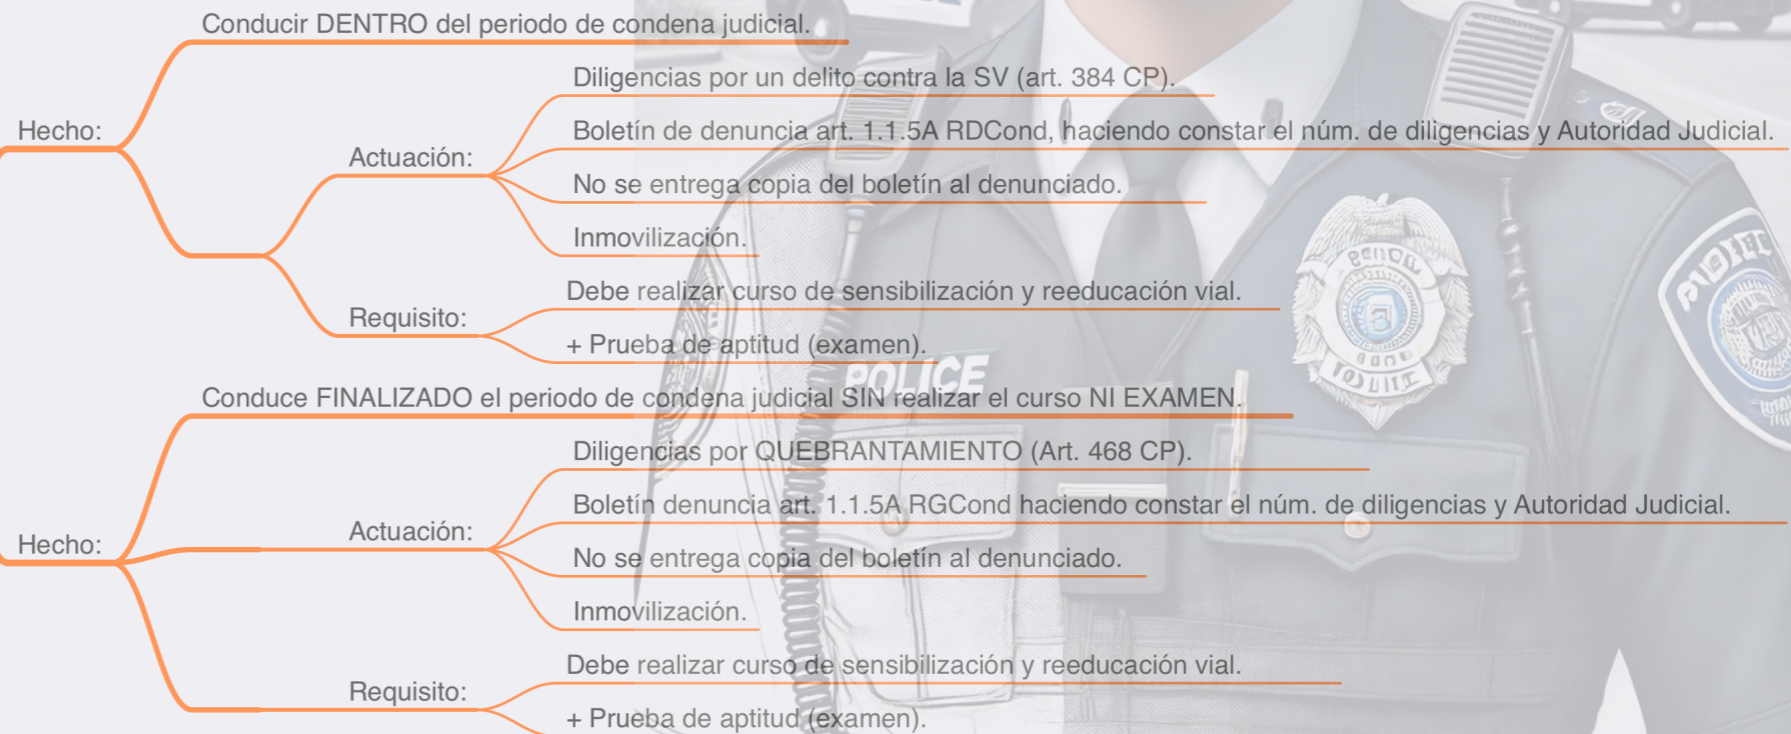 Conducir DENTRO del periodo de condena judicial.
Diligencias por un delito contra la SV (art. 384 CP).
Hecho:
Boletín de denuncia art. 1.1.5A RDCond, haciendo constar el núm. de diligencias y Autoridad Judicial.
Actuación:
No se entrega copia del boletín al denunciado.
Inmovilización.
Debe realizar curso de sensibilización y reeducación vial.
Requisito:
+ Prueba de aptitud (examen).
POLICE
Conduce FINALIZADO el periodo de condena judicial SIN realizar el curso NI EXAMEN.
Diligencias por QUEBRANTAMIENTO (Art. 468 CP).
Boletín denuncia art. 1.1.5A RGCond haciendo constar el núm. de diligencias y Autoridad Judicial.
Actuación:
Hecho:
No se entrega copia del boletín al denunciado.
Inmovilización.
Debe realizar curso de sensibilización y reeducación vial.
Requisito:
+ Prueba de aptitud (examen).